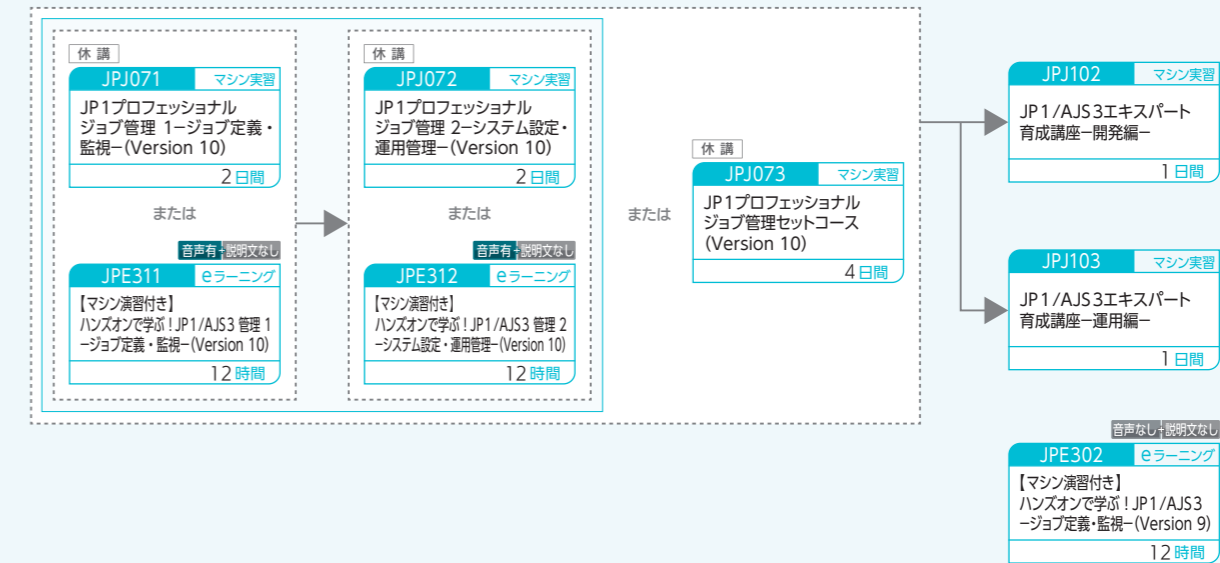 休 講
JPJ071 マシン実習
JP1プロフェッショナル
ジョブ管理 1−ジョブ定義・
監視−(Version 10)
2日間
または
音声有 説明文なし
JPE311 eラーニング
【マシン演習付き】
ハンズオンで学ぶ！JP1/AJS3 管理 1
−ジョブ定義・監視−(Version 10)
12時間
休 講
JPJ072 マシン実習
JP1プロフェッショナル
ジョブ管理 2−システム設定・
運用管理−(Version 10)
2日間
または
音声有 説明文なし
JPE312 eラーニング
【マシン演習付き】
ハンズオンで学ぶ！JP1/AJS3 管理 2
−システム設定・運用管理−(Version 10)
12時間
または
休 講
JPJ073 マシン実習
JP1プロフェッショナル
ジョブ管理セットコース
(Version 10)
4日間
JPJ102 マシン実習
JP1/AJS3エキスパート
育成講座−開発編−
1日間
JPJ103 マシン実習
JP1/AJS3エキスパート
育成講座−運用編−
1日間
音声なし 説明文なし
JPE302 eラーニング
【マシン演習付き】
ハンズオンで学ぶ！JP1/AJS3
−ジョブ定義・監視−(Version 9)
12時間